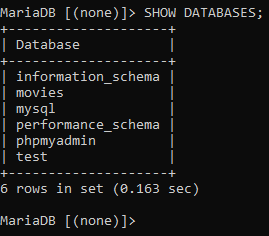 MariaDB [(none)]> SHOW DATABASES;
+--------------------+
| Database           |
+--------------------+
| information_schema |
| movies             |
| mysql              |
| performance_schema |
| phpmyadmin         |
| test               |
+--------------------+
6 rows in set (0.163 sec)
MariaDB [(none)]>